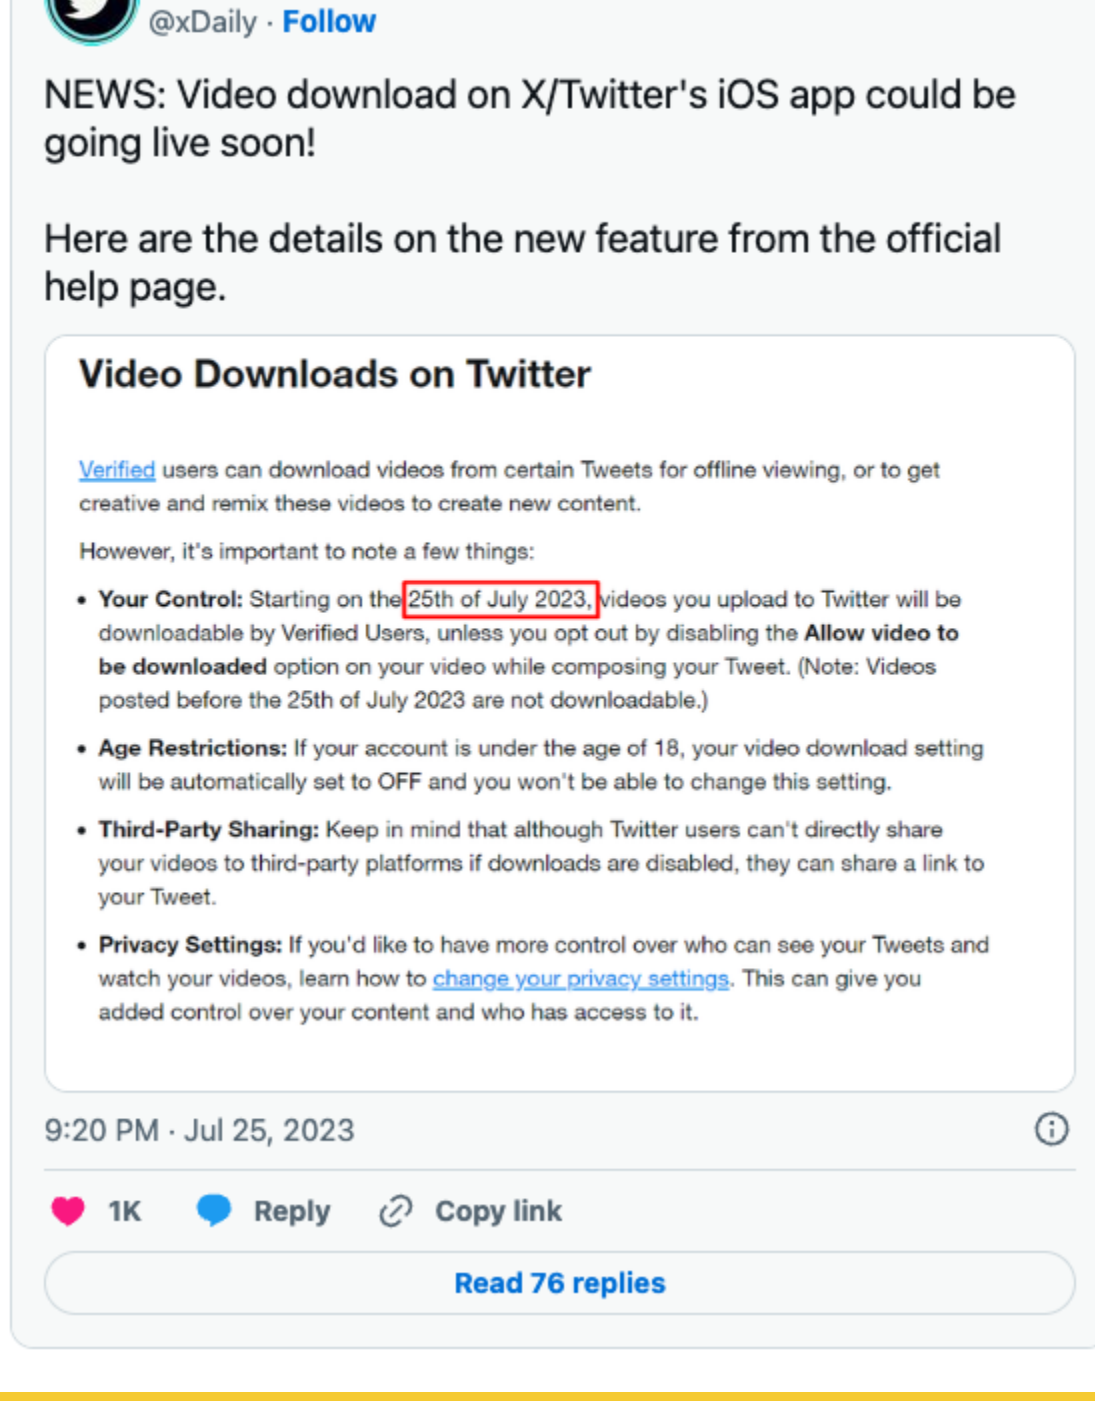 @xDaily · Follow
NEWS: Video download on X/Twitter's iOS app could be
going live soon!
Here are the details on the new feature from the official
help page.
Video Downloads on Twitter
Verified users can download videos from certain Tweets for offline viewing, or to get
creative and remix these videos to create new content.
However, it's important to note a few things:
• Your Control: Starting on the 25th of July 2023, videos you upload to Twitter will be
downloadable by Verified Users, unless you opt out by disabling the Allow video to
be downloaded option on your video while composing your Tweet. (Note: Videos
posted before the 25th of July 2023 are not downloadable.)
• Age Restrictions: If your account is under the age of 18, your video download setting
will be automatically set to OFF and you won't be able to change this setting.
• Third-Party Sharing: Keep in mind that although Twitter users can't directly share
your videos to third-party platforms if downloads are disabled, they can share a link to
your Tweet.
• Privacy Settings: If you'd like to have more control over who can see your Tweets and
watch your videos, learn how to change your privacy settings. This can give you
added control over your content and who has access to it.
9:20 PM · Jul 25, 2023
1K Reply Copy link
Read 76 replies